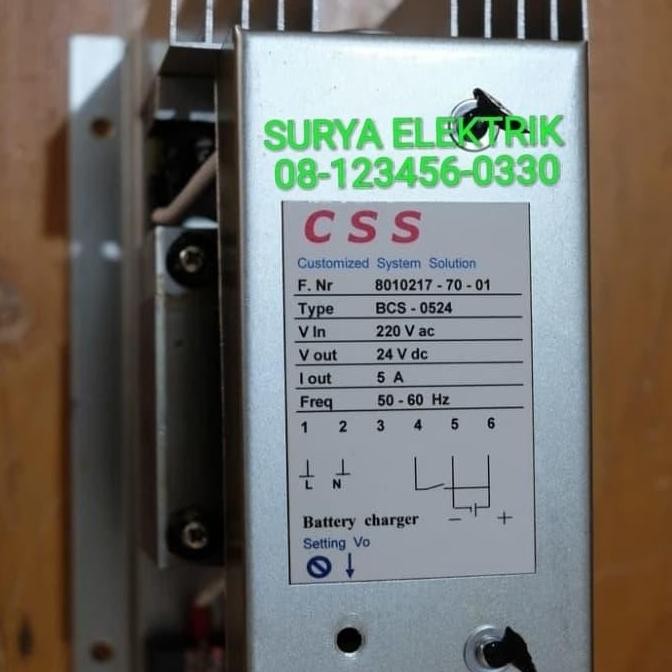 SURYA ELEKTRIK
08-123456-0330
CSS
Customized System Solution
F. Nr 8010217 - 70 - 01
Type BCS - 0524
V In 220 V ac
V out 24 V dc
I out 5 A
Freq 50 - 60 Hz
1 2 3 4 5 6
L N
Battery charger - +
Setting Vo